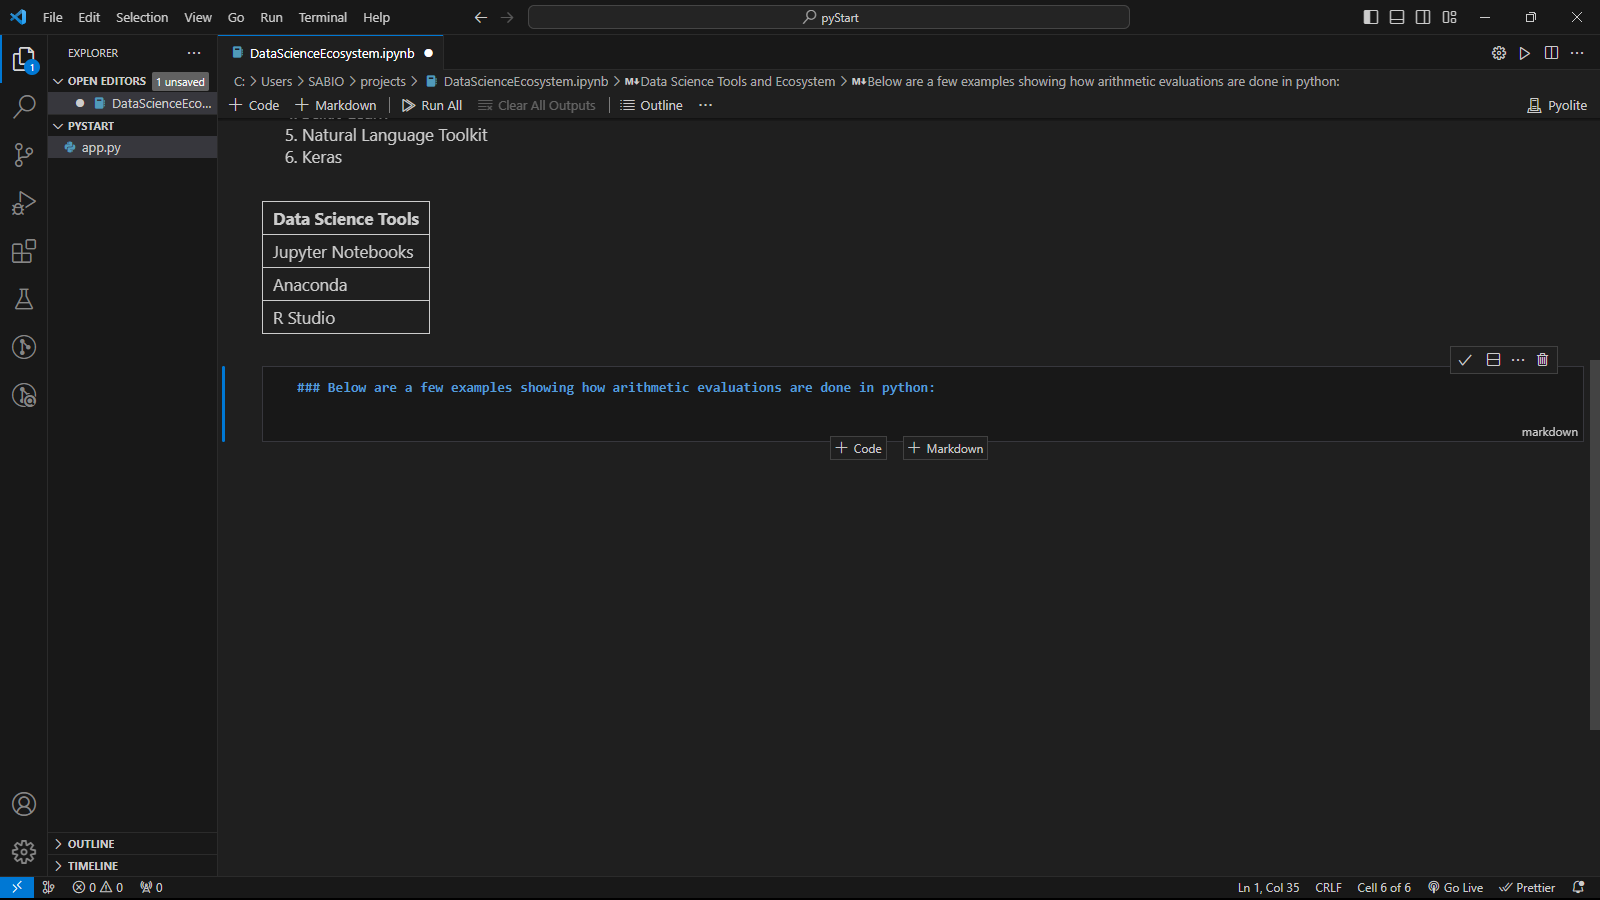 File Edit Selection View Go Run Terminal Help
pyStart
EXPLORER
DataScienceEcosystem.ipynb
OPEN EDITORS 1 unsaved
C: > Users > SABIO > projects > DataScienceEcosystem.ipynb > M Data Science Tools and Ecosystem > M Below are a few examples showing how arithmetic evaluations are done in python:
DataScienceEco...
Code Markdown Run All Clear All Outputs Outline ...
Pyolite
PYSTART
app.py
5. Natural Language Toolkit
6. Keras
Data Science Tools
Jupyter Notebooks
Anaconda
R Studio
### Below are a few examples showing how arithmetic evaluations are done in python:
markdown
Code Markdown
OUTLINE
TIMELINE
1
0 0 0
Ln 1, Col 35 CRLF Cell 6 of 6 Go Live Prettier